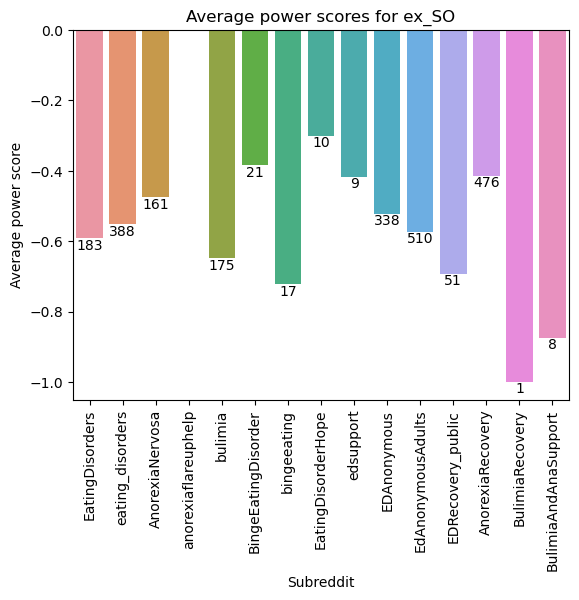 Average power scores for ex_SO
Average power score
0.0
−0.2
−0.4
−0.6
−0.8
−1.0
183
388
161
175
21
17
10
9
338
510
51
476
1
8
EatingDisorders
eating_disorders
AnorexiaNervosa
anorexiaflareuphelp
bulimia
BingeEatingDisorder
bingeeating
EatingDisorderHope
edsupport
EDAnonymous
EdAnonymousAdults
EDRecovery_public
AnorexiaRecovery
BulimiaRecovery
BulimiaAndAnaSupport
Subreddit